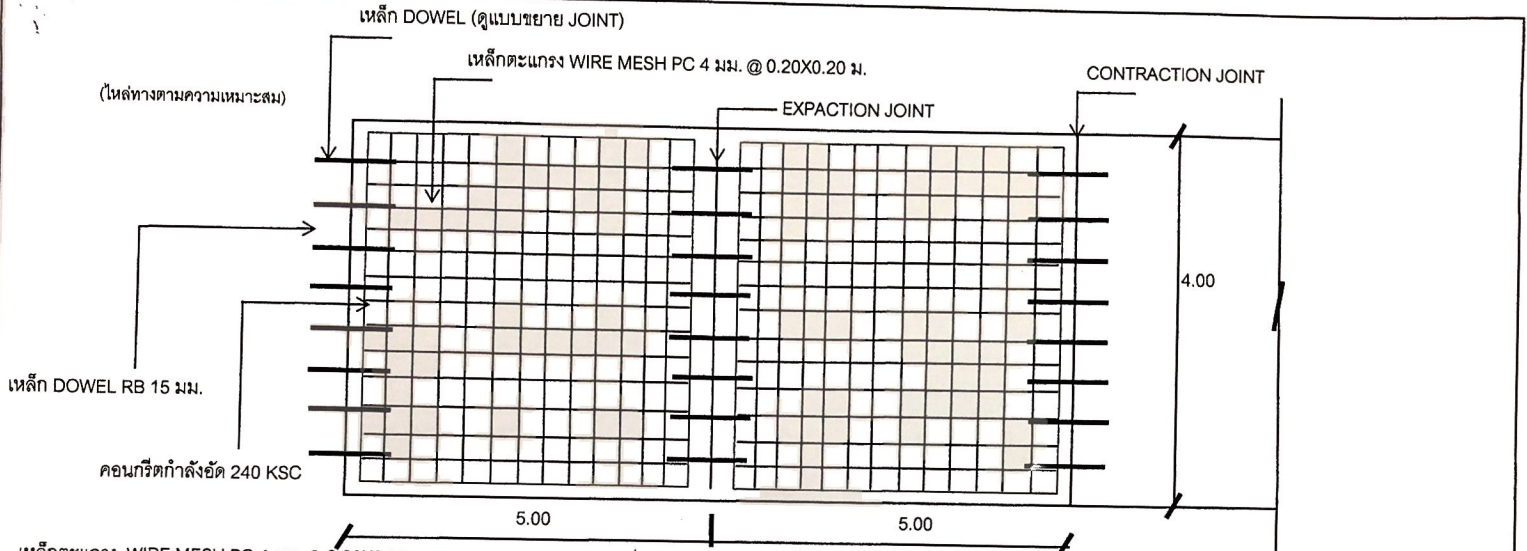 เหล็ก DOWEL (ดูแบบขยาย JOINT)
เหล็กตะแกรง WIRE MESH PC 4 มม. @ 0.20X0.20 ม.
CONTRACTION JOINT
(ไหล่ทางตามความเหมาะสม)
EXPACTION JOINT
4.00
เหล็ก DOWEL RB 15 มม.
คอนกรีตกำลังอัด 240 KSC
5.00
5.00